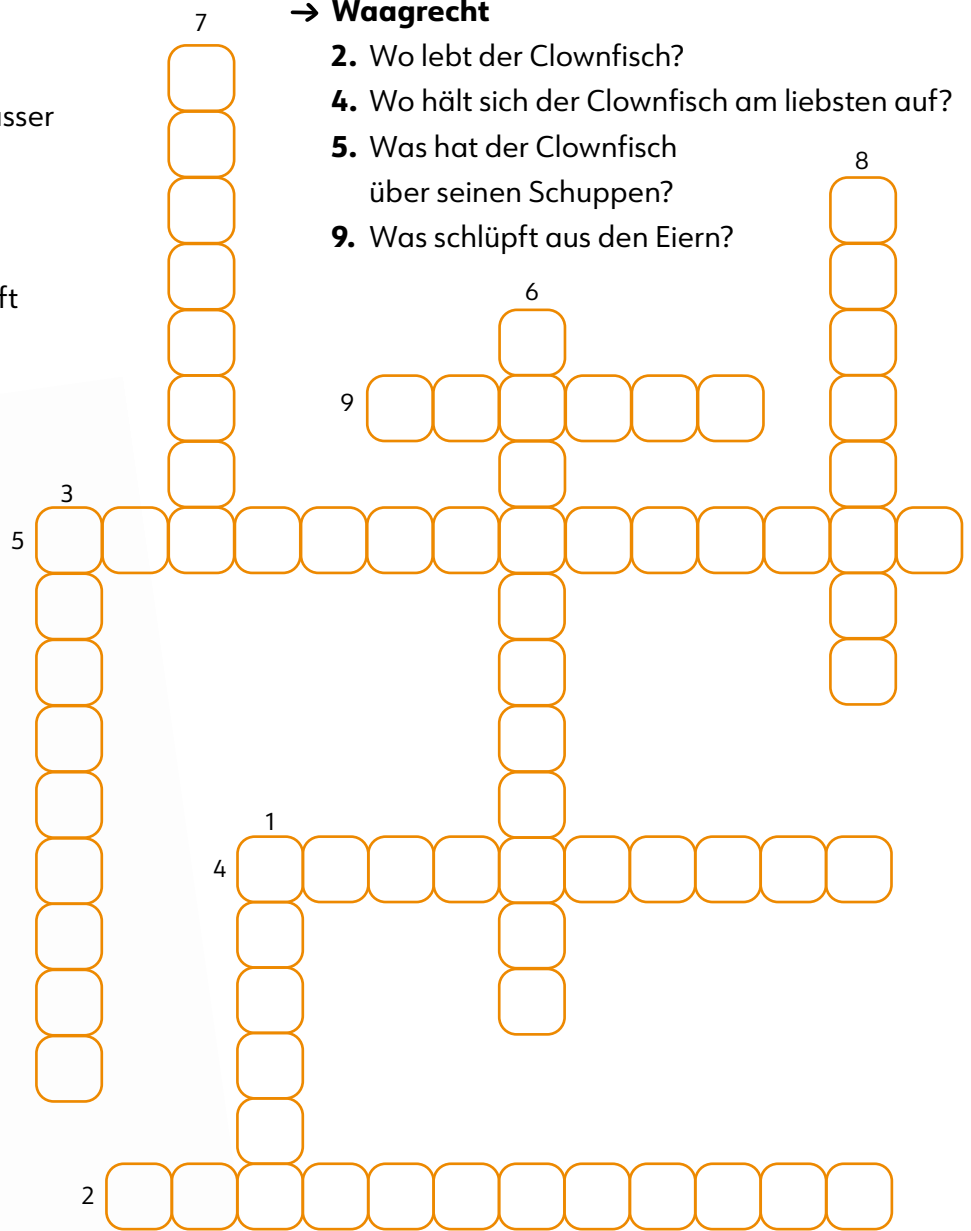 → Waagrecht
2. Wo lebt der Clownfisch?
4. Wo hält sich der Clownfisch am liebsten auf?
5. Was hat der Clownfisch
über seinen Schuppen?
9. Was schlüpft aus den Eiern?
7
8
6
9
3
5
1
4
2